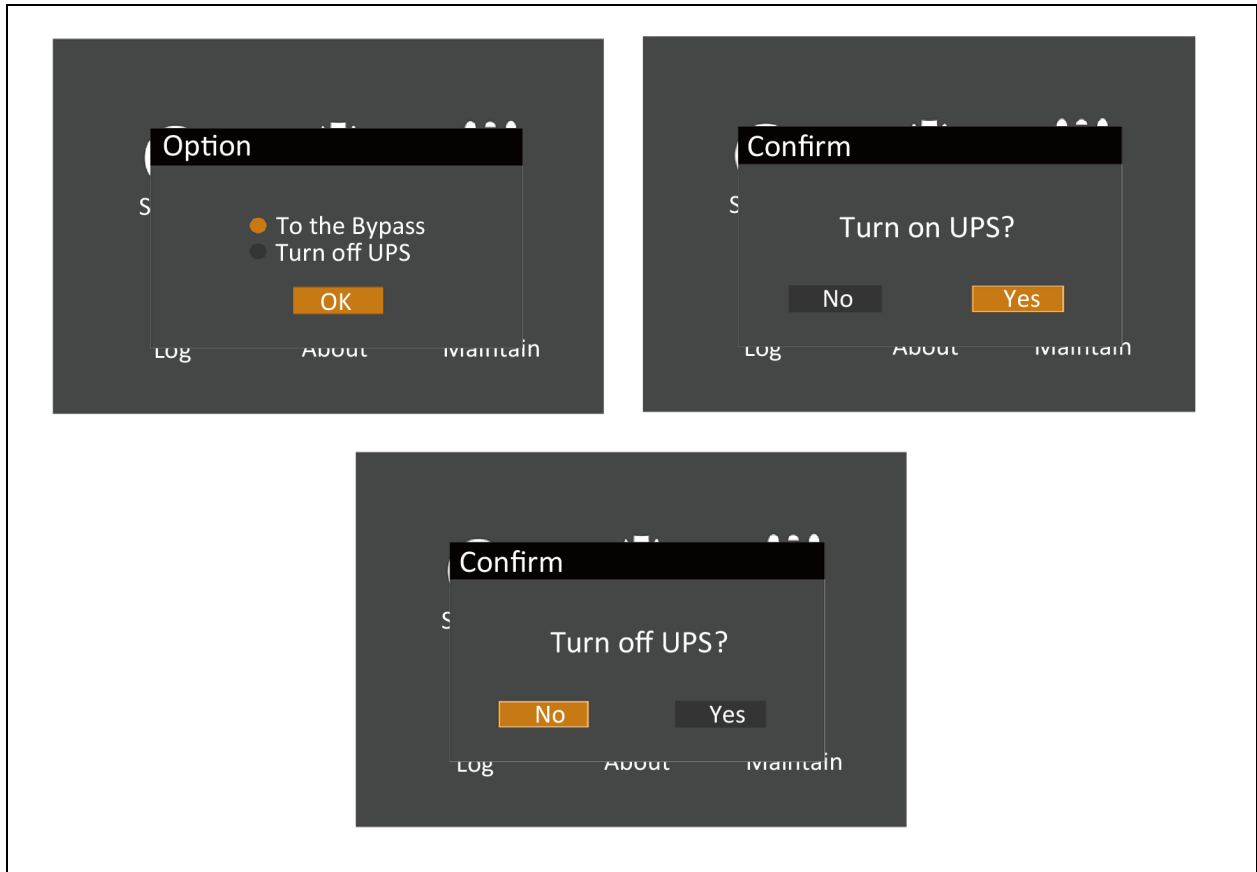 Option
S
To the Bypass
Turn off UPS
OK
Log About Maintain
Confirm
S
Turn on UPS?
No Yes
Log About Maintain
Confirm
S
Turn off UPS?
No Yes
Log About Maintain